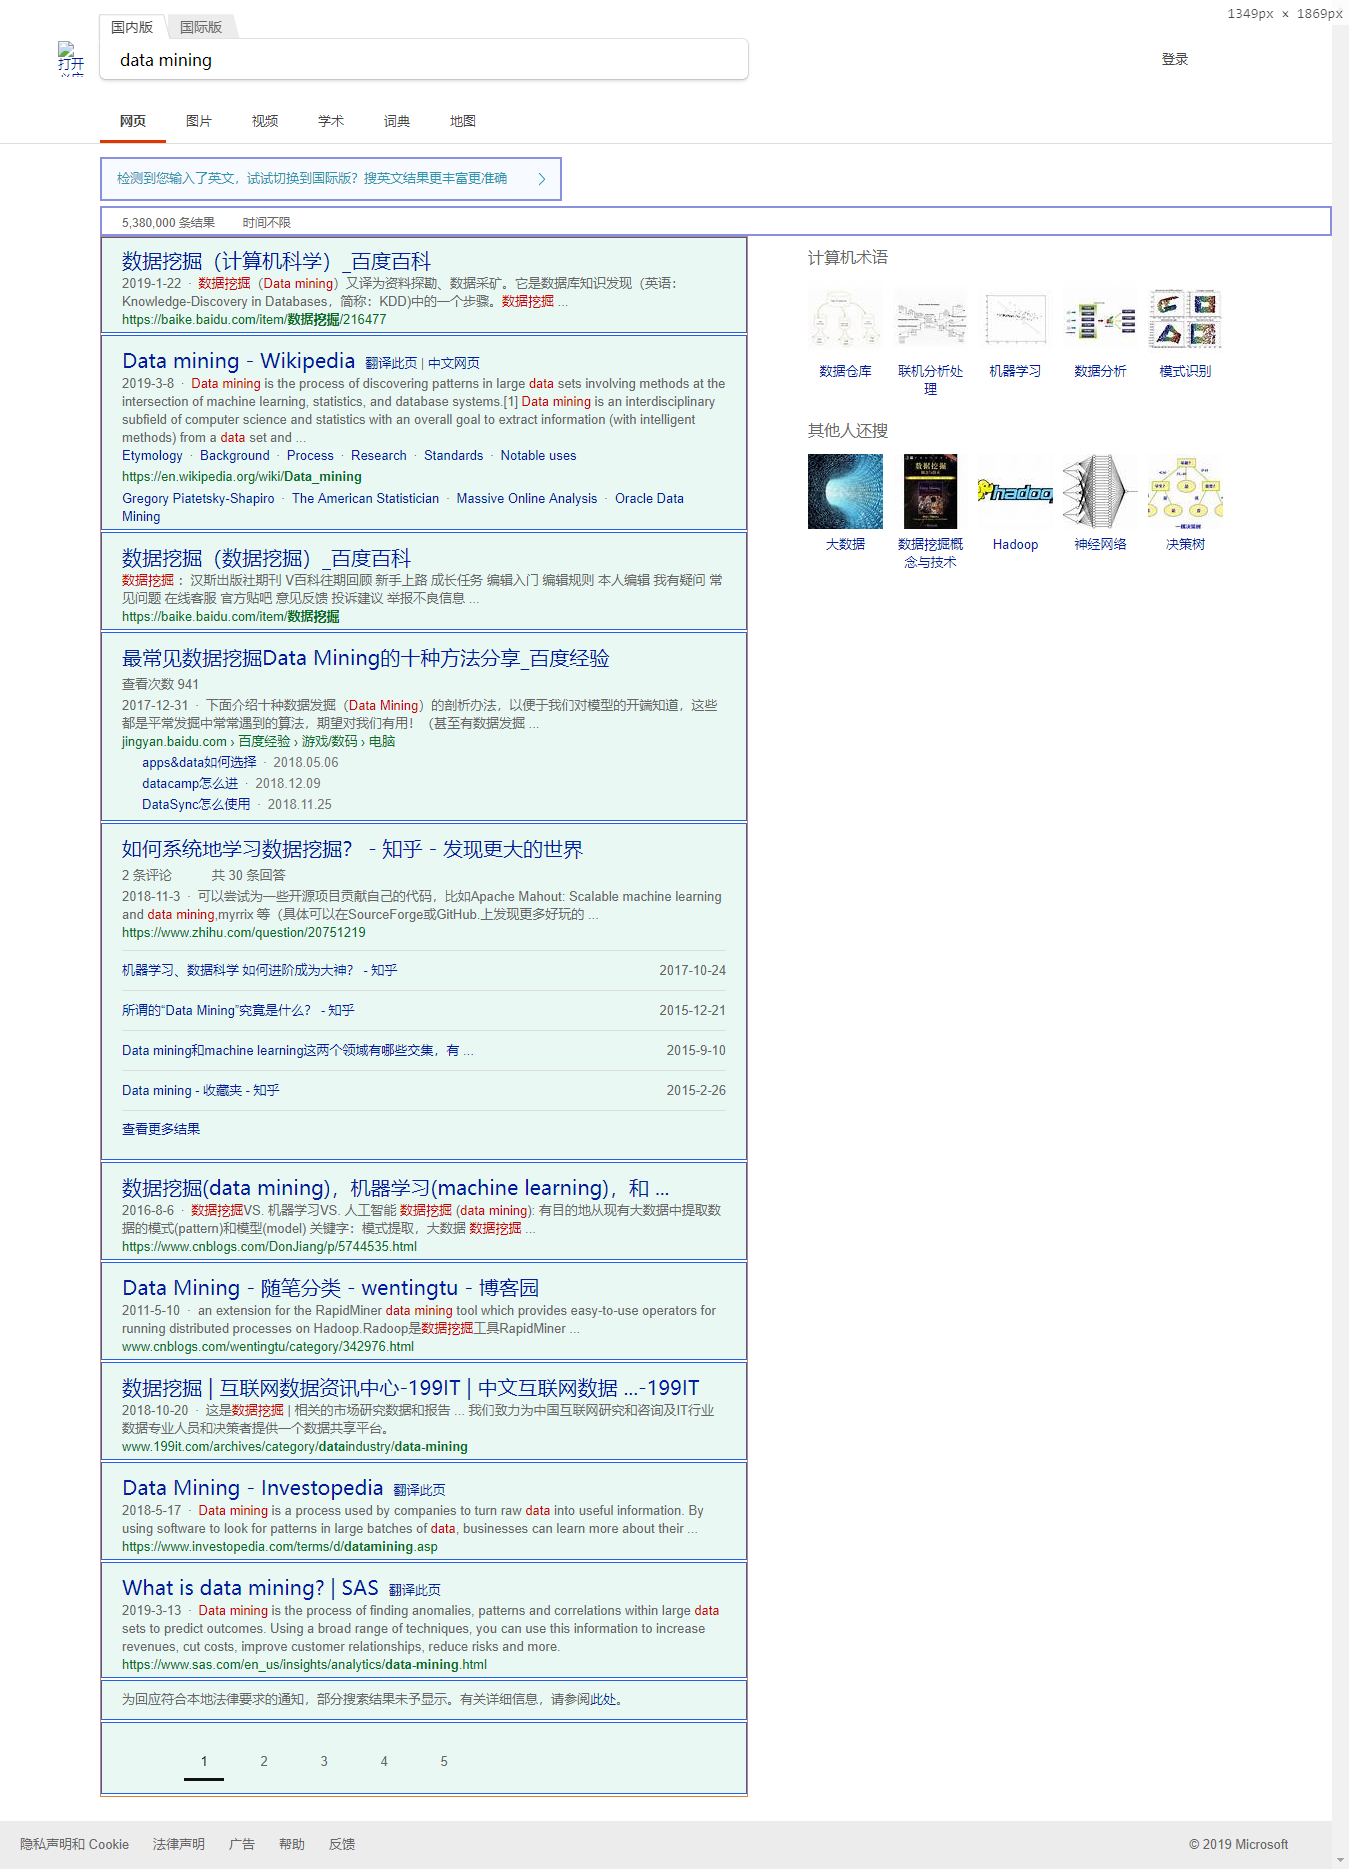 1349px × 1869px
国内版 国际版
打开
data mining
登录
网页 图片 视频 学术 词典 地图
检测到您输入了英文，试试切换到国际版？搜英文结果更丰富更准确
5,380,000 条结果 时间不限
数据挖掘（计算机科学）_百度百科
2019-1-22 · 数据挖掘（Data mining）又译为资料探勘、数据采矿。它是数据库知识发现（英语：
Knowledge-Discovery in Databases，简称：KDD)中的一个步骤。数据挖掘 ...
https://baike.baidu.com/item/数据挖掘/216477
Data mining - Wikipedia 翻译此页 | 中文网页
2019-3-8 · Data mining is the process of discovering patterns in large data sets involving methods at the
intersection of machine learning, statistics, and database systems.[1] Data mining is an interdisciplinary
subfield of computer science and statistics with an overall goal to extract information (with intelligent
methods) from a data set and ...
Etymology · Background · Process · Research · Standards · Notable uses
https://en.wikipedia.org/wiki/Data_mining
Gregory Piatetsky-Shapiro · The American Statistician · Massive Online Analysis · Oracle Data
Mining
数据挖掘（数据挖掘）_百度百科
数据挖掘 ：汉斯出版社期刊 V百科往期回顾 新手上路 成长任务 编辑入门 编辑规则 本人编辑 我有疑问 常
见问题 在线客服 官方贴吧 意见反馈 投诉建议 举报不良信息 ...
https://baike.baidu.com/item/数据挖掘
最常见数据挖掘Data Mining的十种方法分享_百度经验
查看次数 941
2017-12-31 · 下面介绍十种数据发掘（Data Mining）的剖析办法，以便于我们对模型的开端知道，这些
都是平常发掘中常常遇到的算法，期望对我们有用！（甚至有数据发掘 ...
jingyan.baidu.com › 百度经验 › 游戏/数码 › 电脑
apps&data如何选择 · 2018.05.06
datacamp怎么进 · 2018.12.09
DataSync怎么使用 · 2018.11.25
如何系统地学习数据挖掘？ - 知乎 - 发现更大的世界
2 条评论 共 30 条回答
2018-11-3 · 可以尝试为一些开源项目贡献自己的代码，比如Apache Mahout: Scalable machine learning
and data mining,myrrix 等（具体可以在SourceForge或GitHub.上发现更多好玩的 ...
https://www.zhihu.com/question/20751219
机器学习、数据科学 如何进阶成为大神？ - 知乎 2017-10-24
所谓的“Data Mining”究竟是什么？ - 知乎 2015-12-21
Data mining和machine learning这两个领域有哪些交集，有 ... 2015-9-10
Data mining - 收藏夹 - 知乎 2015-2-26
查看更多结果
数据挖掘(data mining)，机器学习(machine learning)，和 ...
2016-8-6 · 数据挖掘VS. 机器学习VS. 人工智能 数据挖掘 (data mining): 有目的地从现有大数据中提取数
据的模式(pattern)和模型(model) 关键字：模式提取，大数据 数据挖掘 ...
https://www.cnblogs.com/DonJiang/p/5744535.html
Data Mining - 随笔分类 - wentingtu - 博客园
2011-5-10 · an extension for the RapidMiner data mining tool which provides easy-to-use operators for
running distributed processes on Hadoop.Radoop是数据挖掘工具RapidMiner ...
www.cnblogs.com/wentingtu/category/342976.html
数据挖掘 | 互联网数据资讯中心-199IT | 中文互联网数据 ...-199IT
2018-10-20 · 这是数据挖掘 | 相关的市场研究数据和报告 ... 我们致力为中国互联网研究和咨询及IT行业
数据专业人员和决策者提供一个数据共享平台。
www.199it.com/archives/category/dataindustry/data-mining
Data Mining - Investopedia 翻译此页
2018-5-17 · Data mining is a process used by companies to turn raw data into useful information. By
using software to look for patterns in large batches of data, businesses can learn more about their ...
https://www.investopedia.com/terms/d/datamining.asp
What is data mining? | SAS 翻译此页
2019-3-13 · Data mining is the process of finding anomalies, patterns and correlations within large data
sets to predict outcomes. Using a broad range of techniques, you can use this information to increase
revenues, cut costs, improve customer relationships, reduce risks and more.
https://www.sas.com/en_us/insights/analytics/data-mining.html
为回应符合本地法律要求的通知，部分搜索结果未予显示。有关详细信息，请参阅此处。
1 2 3 4 5
计算机术语
数据仓库 联机分析处 机器学习 数据分析 模式识别
理
其他人还搜
数据挖掘
hadoop
大数据 数据挖掘概 Hadoop 神经网络 决策树
念与技术
隐私声明和 Cookie 法律声明 广告 帮助 反馈 © 2019 Microsoft